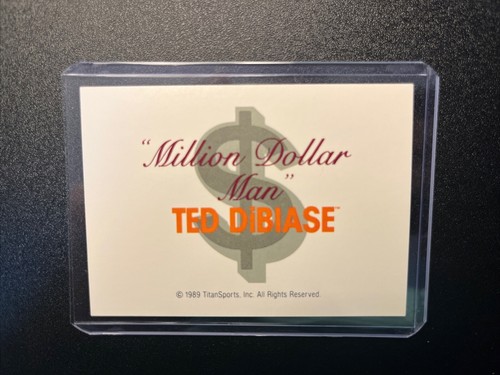 "Million Dollar
Man"
TED DiBIASE™
© 1989 TitanSports, Inc. All Rights Reserved.